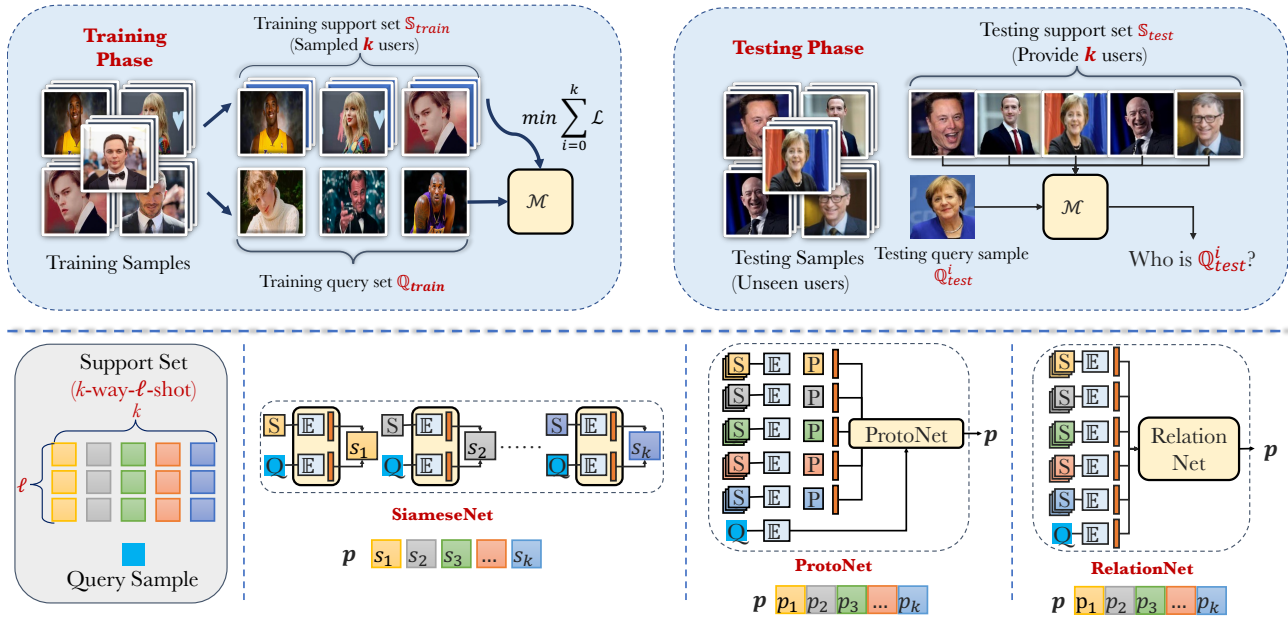 Training
Phase
Training support set 𝕊train
(Sampled k users)
min ∑ ℒ
k
i=0
ℳ
Training Samples
Training query set ℚtrain
Testing Phase
Testing support set 𝕊test
(Provide k users)
ℳ
Testing Samples
(Unseen users)
Testing query sample
ℚ^i_test
Who is ℚ^i_test?
Support Set
(k-way-ℓ-shot)
k
ℓ
Query Sample
S 𝔼 S 𝔼 S 𝔼
s1 s2 ...... sk
Q 𝔼 Q 𝔼 Q 𝔼
SiameseNet
p s1 s2 s3 ... sk
S 𝔼 P
S 𝔼 P
S 𝔼 P
ProtoNet p
S 𝔼 P
S 𝔼 P
Q 𝔼
ProtoNet
p p1 p2 p3 ... pk
S 𝔼
S 𝔼
S 𝔼
Relation
Net
p
S 𝔼
S 𝔼
Q 𝔼
RelationNet
p p1 p2 p3 ... pk